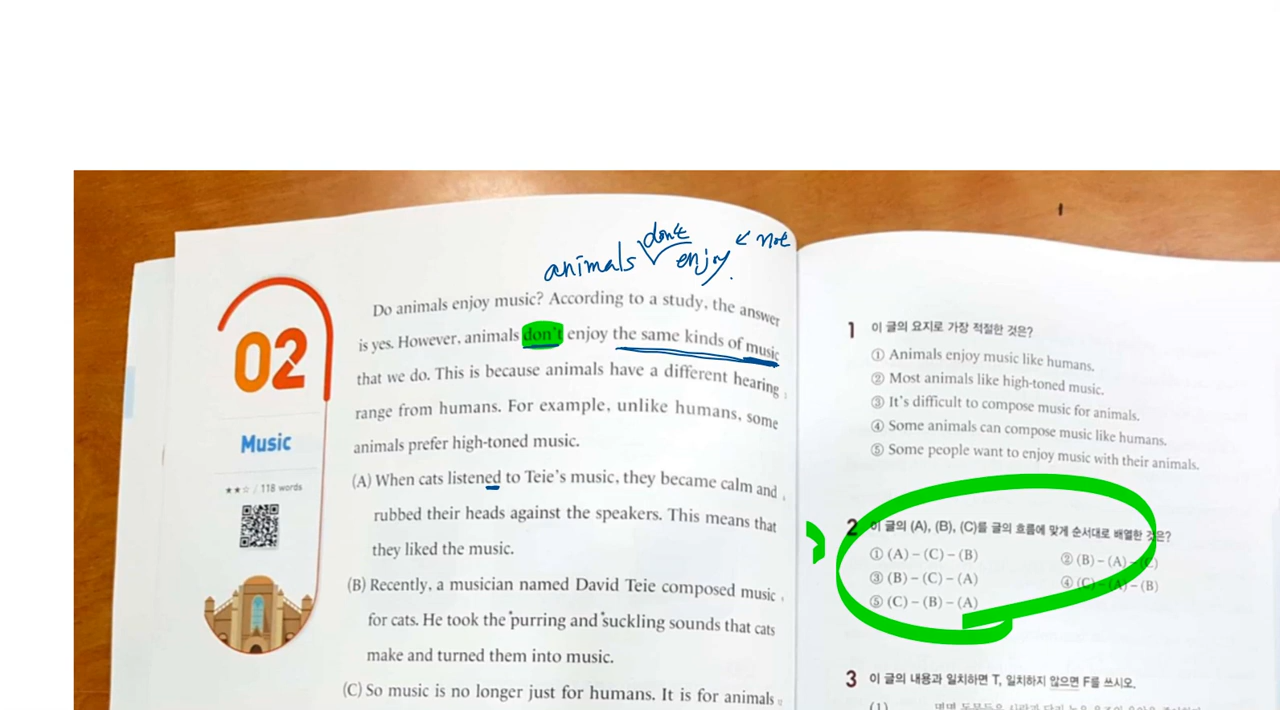 animals don't enjoy. ← not
Do animals enjoy music? According to a study, the answer
is yes. However, animals don't enjoy the same kinds of music
that we do. This is because animals have a different hearing
range from humans. For example, unlike humans, some
animals prefer high-toned music.
(A) When cats listened to Teie's music, they became calm and
rubbed their heads against the speakers. This means that
they liked the music.
(B) Recently, a musician named David Teie composed music
for cats. He took the purring and suckling sounds that cats
make and turned them into music.
(C) So music is no longer just for humans. It is for animals
02
Music
★★☆ / 118 words
1 이 글의 요지로 가장 적절한 것은?
① Animals enjoy music like humans.
② Most animals like high-toned music.
③ It's difficult to compose music for animals.
④ Some animals can compose music like humans.
⑤ Some people want to enjoy music with their animals.
2 이 글의 (A), (B), (C)를 글의 흐름에 맞게 순서대로 배열한 것은?
① (A) – (C) – (B) ② (B) – (A) – (C)
③ (B) – (C) – (A) ④ (C) – (A) – (B)
⑤ (C) – (B) – (A)
3 이 글의 내용과 일치하면 T, 일치하지 않으면 F를 쓰시오.
(1)